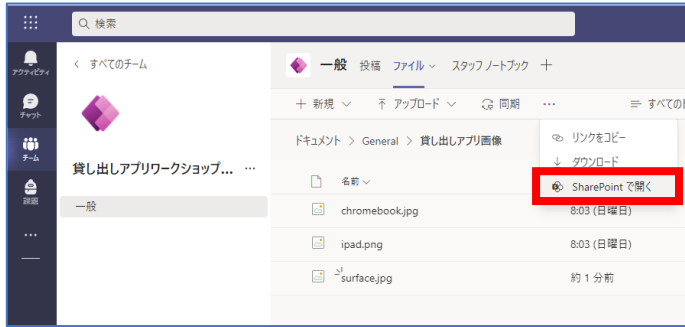 検索
アクティビティ
チャット
チーム
課題
…
< すべてのチーム
貸し出しアプリワークショップ... …
一般
一般 投稿 ファイル スタッフ ノートブック +
+ 新規 アップロード 同期 … すべてのド
ドキュメント > General > 貸し出しアプリ画像
リンクをコピー
ダウンロード
SharePoint で開く
名前
chromebook.jpg 8:03 (日曜日)
ipad.png 8:03 (日曜日)
surface.jpg 約 1 分前